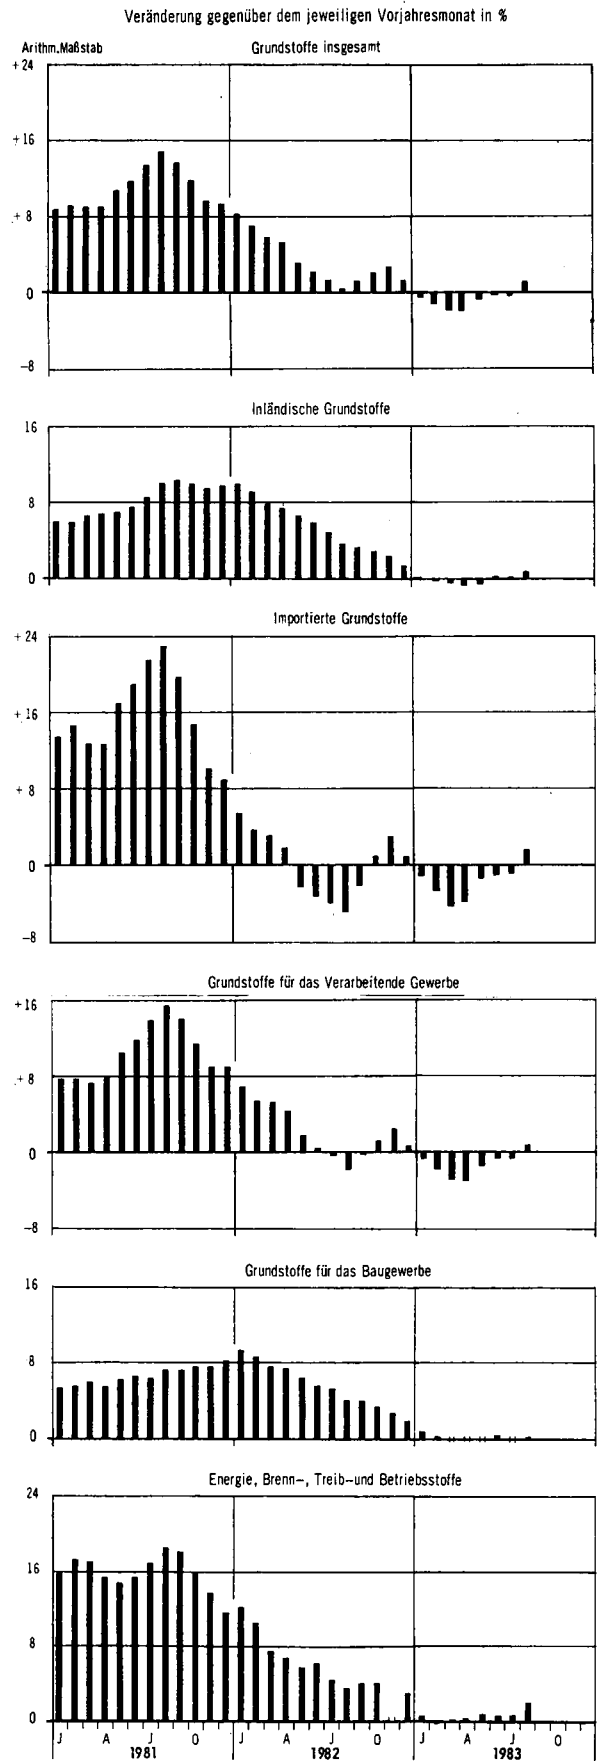 Veränderung gegenüber dem jeweiligen Vorjahresmonat in %
Arithm.Maßstab
Grundstoffe insgesamt
+ 24
+ 16
+ 8
0
−8
Inländische Grundstoffe
16
8
0
Importierte Grundstoffe
+ 24
+ 16
+ 8
0
−8
Grundstoffe für das Verarbeitende Gewerbe
+ 16
+ 8
0
−8
Grundstoffe für das Baugewerbe
16
8
0
Energie, Brenn−, Treib−und Betriebsstoffe
24
16
8
0
J A J O J A J O J A J O
1981 1982 1983